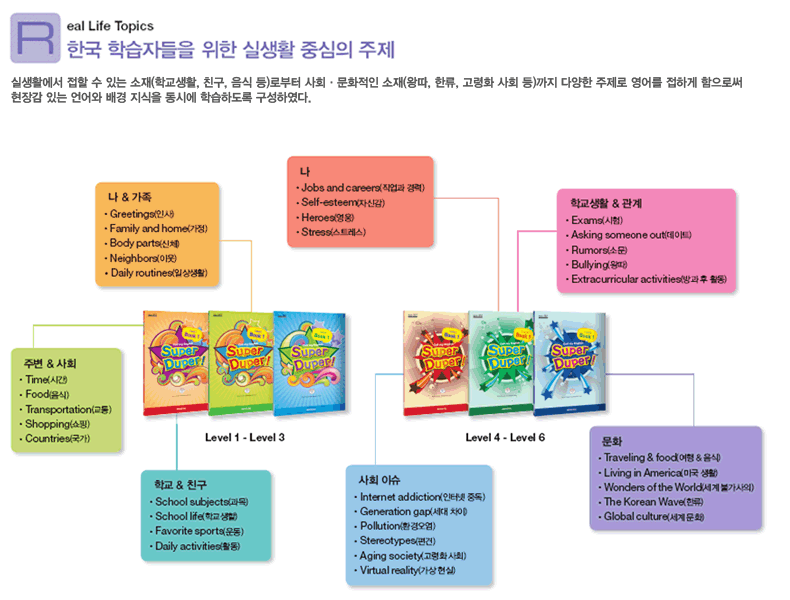 R eal Life Topics
한국 학습자들을 위한 실생활 중심의 주제
실생활에서 접할 수 있는 소재(학교생활, 친구, 음식 등)로부터 사회 · 문화적인 소재(왕따, 한류, 고령화 사회 등)까지 다양한 주제로 영어를 접하게 함으로써
현장감 있는 언어와 배경 지식을 동시에 학습하도록 구성하였다.
나 & 가족
· Greetings(인사)
· Family and home(가정)
· Body parts(신체)
· Neighbors(이웃)
· Daily routines(일상생활)
나
· Jobs and careers(직업과 경력)
· Self-esteem(자신감)
· Heroes(영웅)
· Stress(스트레스)
학교생활 & 관계
· Exams(시험)
· Asking someone out(데이트)
· Rumors(소문)
· Bullying(왕따)
· Extracurricular activities(방과 후 활동)
주변 & 사회
· Time(시간)
· Food(음식)
· Transportation(교통)
· Shopping(쇼핑)
· Countries(국가)
Book 1
Super Duper!
Book 1
Super Duper!
Book 1
Super Duper!
Level 1 - Level 3
Book 1
Super Duper!
Book 1
Super Duper!
Book 1
Super Duper!
Level 4 - Level 6
학교 & 친구
· School subjects(과목)
· School life(학교생활)
· Favorite sports(운동)
· Daily activities(활동)
사회 이슈
· Internet addiction(인터넷 중독)
· Generation gap(세대 차이)
· Pollution(환경오염)
· Stereotypes(편견)
· Aging society(고령화 사회)
· Virtual reality(가상 현실)
문화
· Traveling & food(여행 & 음식)
· Living in America(미국 생활)
· Wonders of the World(세계 불가사의)
· The Korean Wave(한류)
· Global culture(세계 문화)